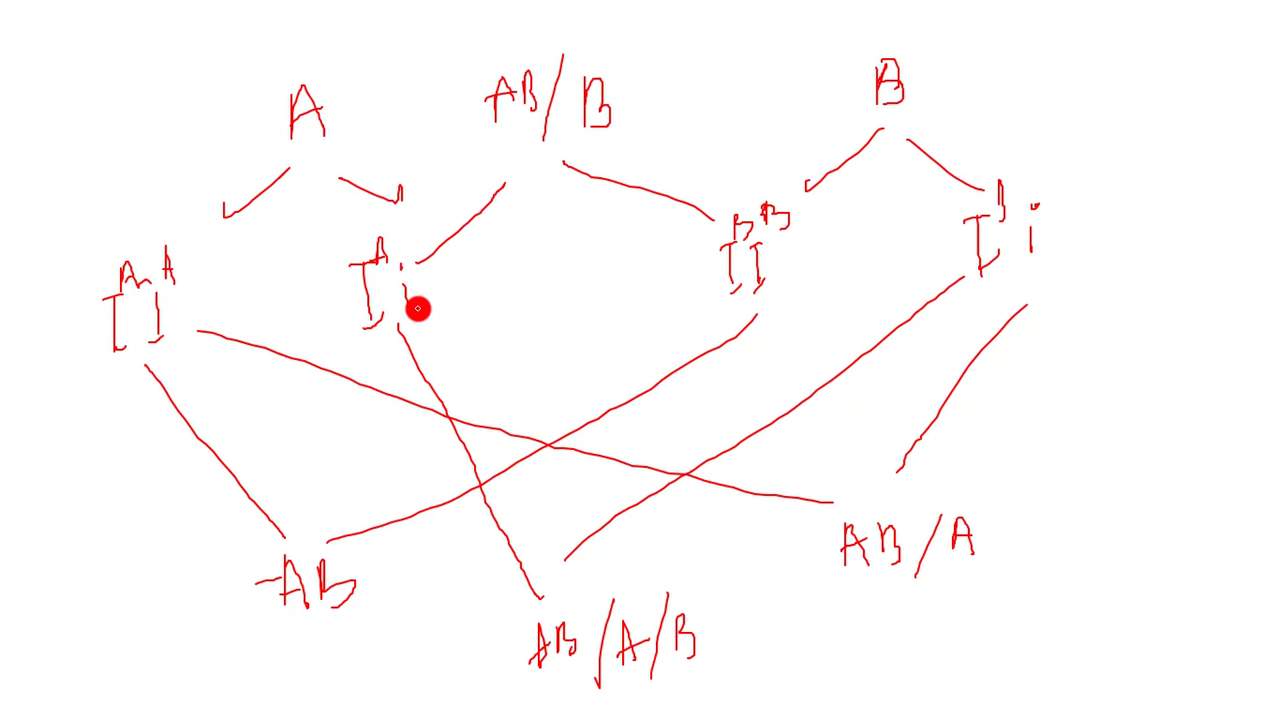 A
AB/B
B
I^A I^A
I^A i
I^B I^B
I^B i
AB
AB/A/B
AB/A